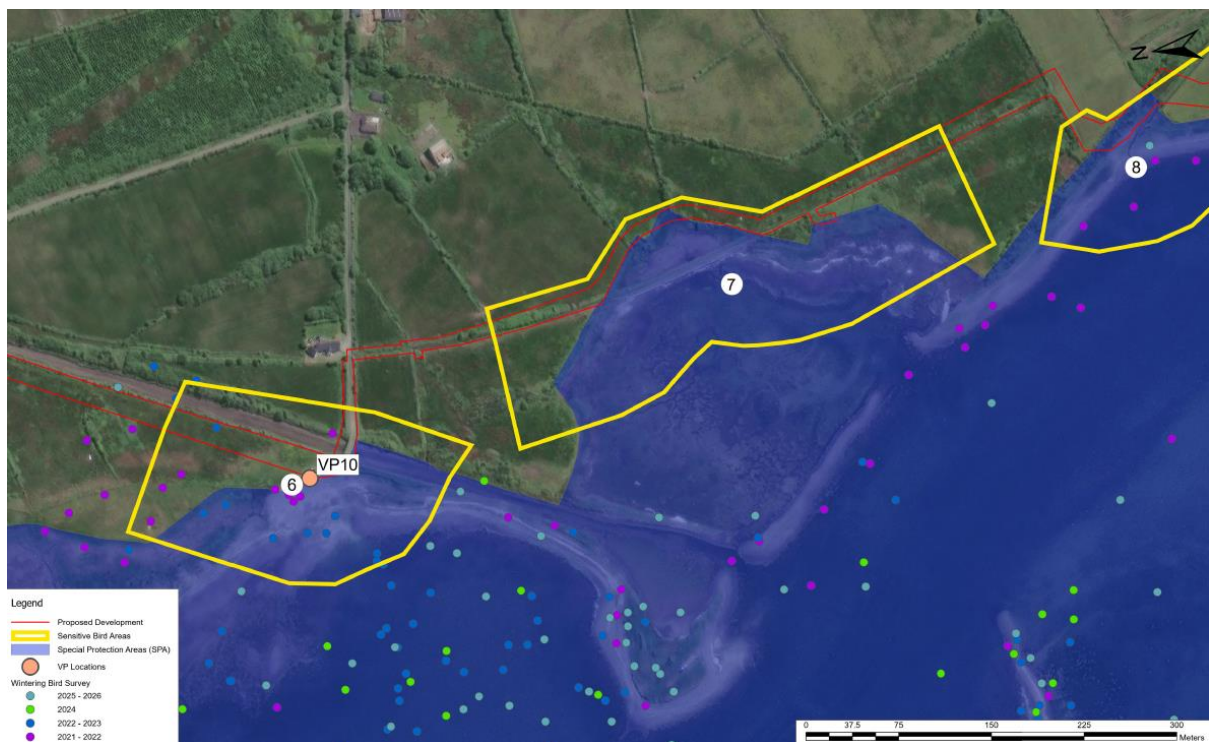 N
8
7
VP10
6
Legend
Proposed Development
Sensitive Bird Areas
Special Protection Areas (SPA)
VP Locations
Wintering Bird Survey
2025 - 2026
2024
2022 - 2023
2021 - 2022
0 37.5 75 150 225 300
Meters